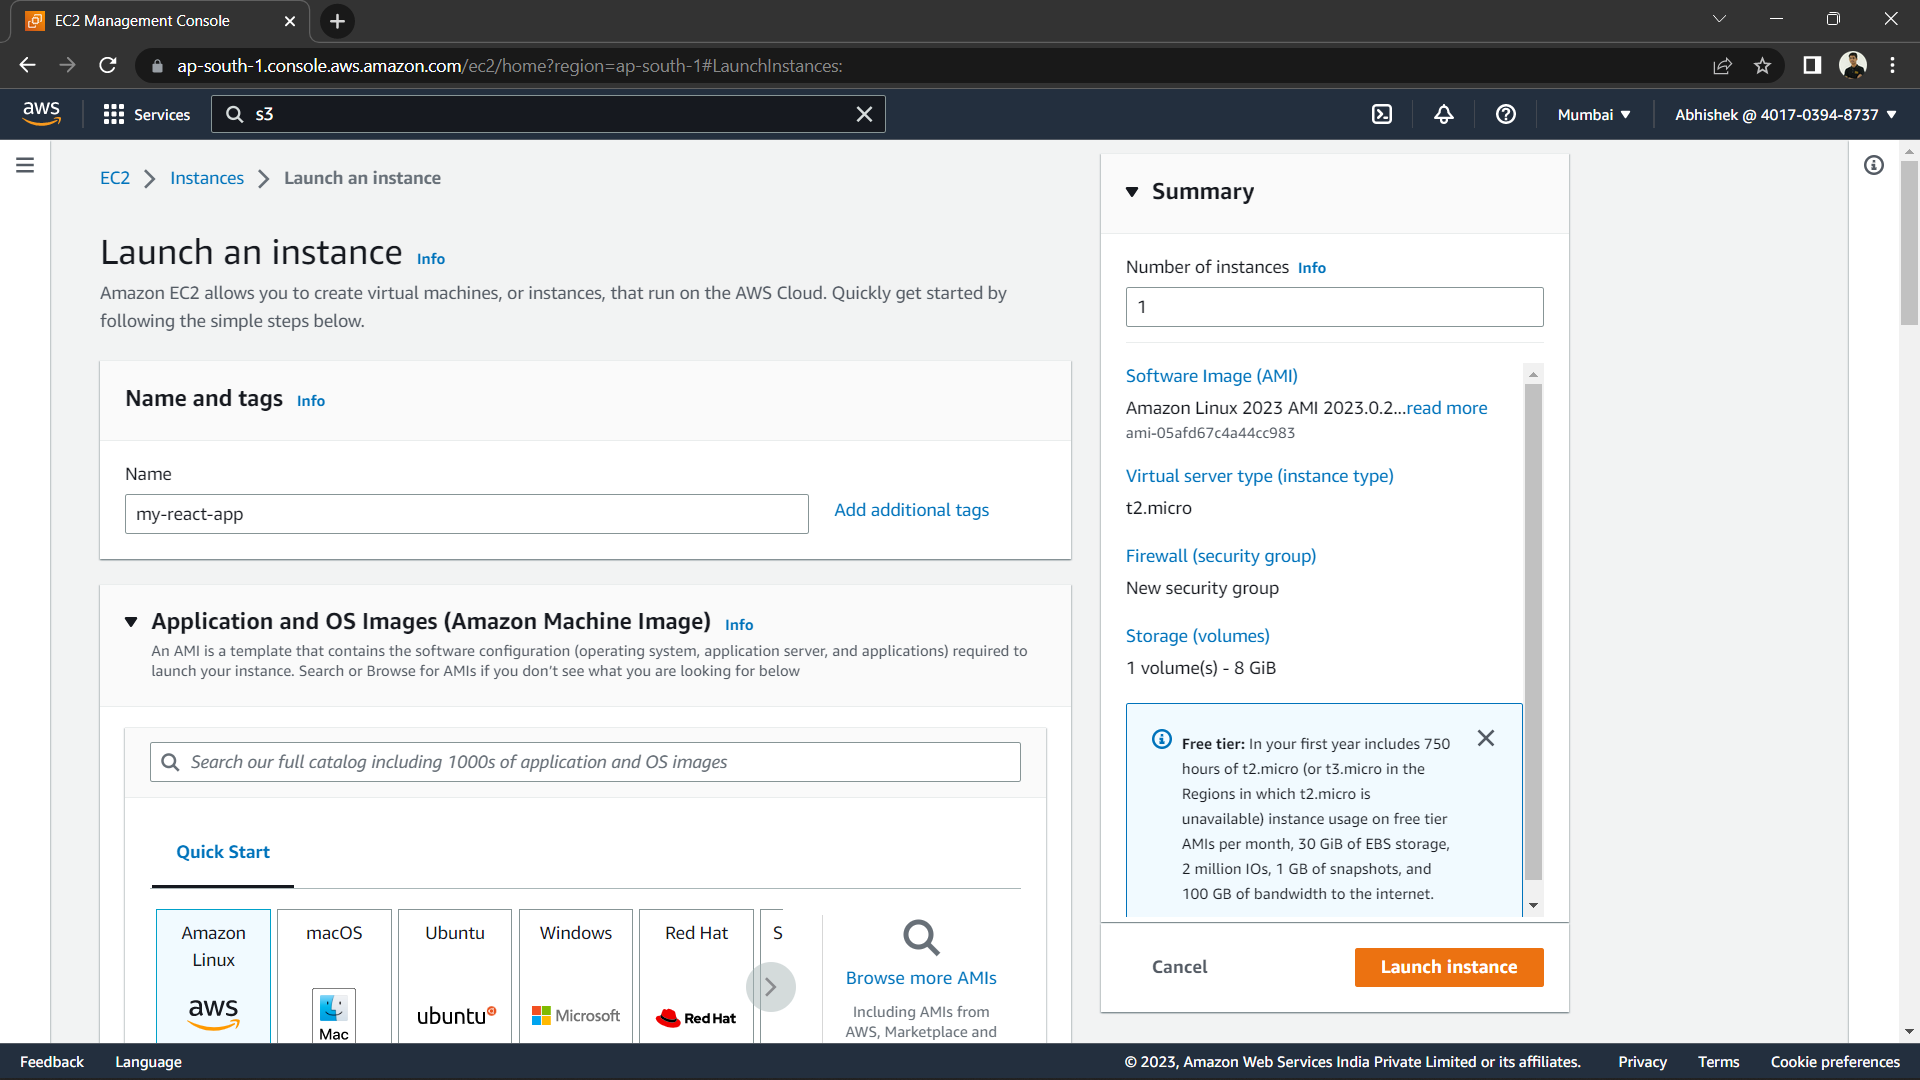 EC2 Management Console
ap-south-1.console.aws.amazon.com/ec2/home?region=ap-south-1#LaunchInstances:
aws
Services
s3
Mumbai
Abhishek @ 4017-0394-8737
EC2
Instances
Launch an instance
Launch an instance Info
Amazon EC2 allows you to create virtual machines, or instances, that run on the AWS Cloud. Quickly get started by
following the simple steps below.
Name and tags Info
Name
my-react-app
Add additional tags
Application and OS Images (Amazon Machine Image) Info
An AMI is a template that contains the software configuration (operating system, application server, and applications) required to
launch your instance. Search or Browse for AMIs if you don't see what you are looking for below
Search our full catalog including 1000s of application and OS images
Quick Start
Amazon
Linux
aws
macOS
Mac
Ubuntu
ubuntu
Windows
Microsoft
Red Hat
Red Hat
S
Browse more AMIs
Including AMIs from
AWS, Marketplace and
Summary
Number of instances Info
1
Software Image (AMI)
Amazon Linux 2023 AMI 2023.0.2...read more
ami-05afd67c4a44cc983
Virtual server type (instance type)
t2.micro
Firewall (security group)
New security group
Storage (volumes)
1 volume(s) - 8 GiB
Free tier: In your first year includes 750
hours of t2.micro (or t3.micro in the
Regions in which t2.micro is
unavailable) instance usage on free tier
AMIs per month, 30 GiB of EBS storage,
2 million IOs, 1 GB of snapshots, and
100 GB of bandwidth to the internet.
Cancel
Launch instance
Feedback
Language
© 2023, Amazon Web Services India Private Limited or its affiliates.
Privacy
Terms
Cookie preferences